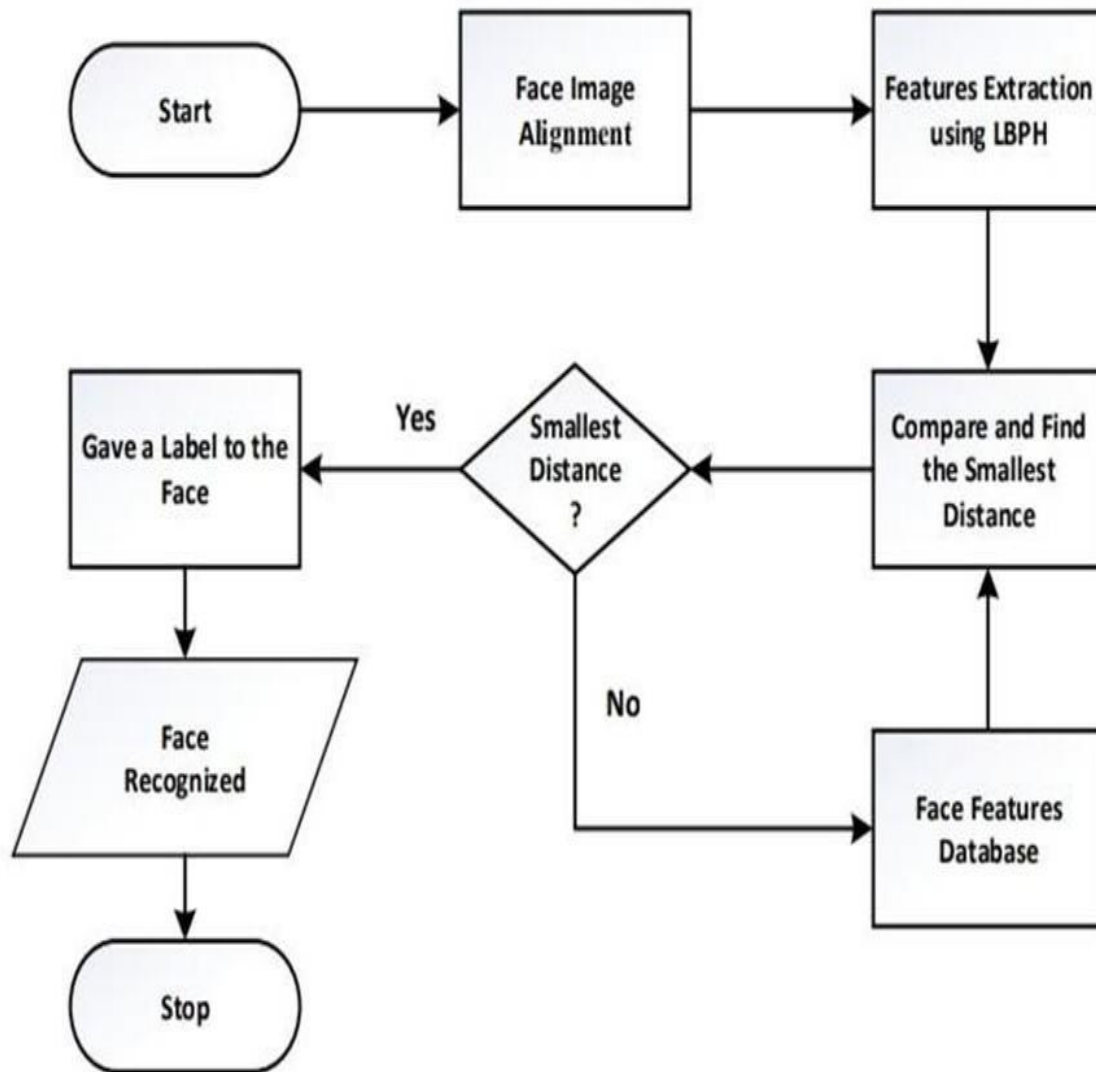 Start
Face Image
Alignment
Features Extraction
using LBPH
Compare and Find
the Smallest
Distance
Smallest
Distance
?
Yes
Gave a Label to the
Face
No
Face Features
Database
Face
Recognized
Stop